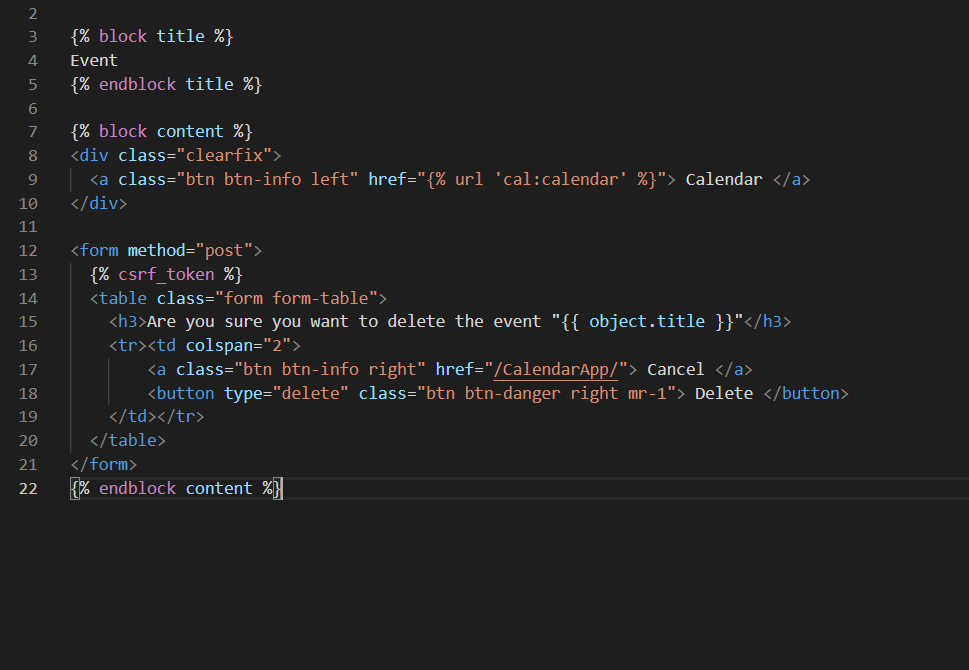 2
3 {% block title %}
4 Event
5 {% endblock title %}
6
7 {% block content %}
8 <div class="clearfix">
9   <a class="btn btn-info left" href="{% url 'cal:calendar' %}"> Calendar </a>
10 </div>
11
12 <form method="post">
13   {% csrf_token %}
14   <table class="form form-table">
15     <h3>Are you sure you want to delete the event "{{ object.title }}"</h3>
16     <tr><td colspan="2">
17         <a class="btn btn-info right" href="/CalendarApp/"> Cancel </a>
18         <button type="delete" class="btn btn-danger right mr-1"> Delete </button>
19     </td></tr>
20   </table>
21 </form>
22 {% endblock content %}